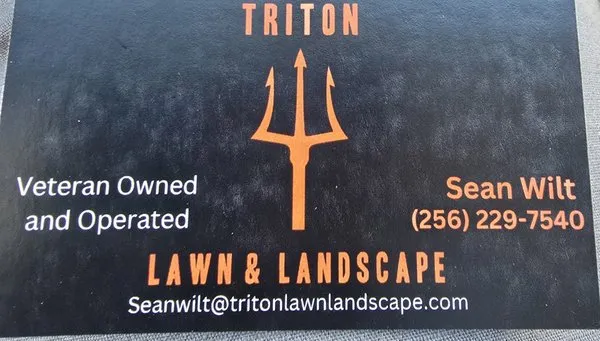 TRITON
Veteran Owned
and Operated
Sean Wilt
(256) 229-7540
LAWN & LANDSCAPE
Seanwilt@tritonlawnlandscape.com